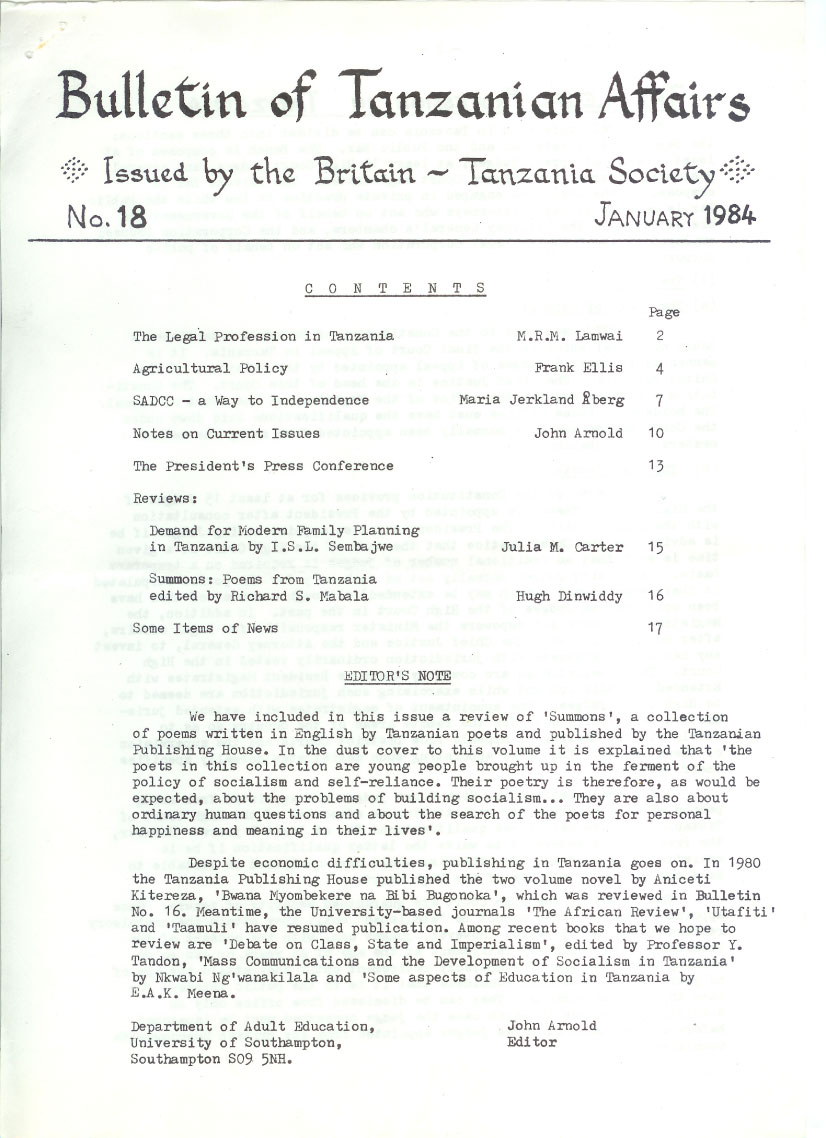 Bulletin of Tanzanian Affairs
Issued by the Britain ~ Tanzania Society
No. 18 JANUARY 1984
C O N T E N T S
Page
The Legal Profession in Tanzania M.R.M. Lamwai 2
Agricultural Policy Frank Ellis 4
SADCC - a Way to Independence Maria Jerkland Åberg 7
Notes on Current Issues John Arnold 10
The President's Press Conference 13
Reviews:
Demand for Modern Family Planning
in Tanzania by I.S.L. Sembajwe Julia M. Carter 15
Summons: Poems from Tanzania
edited by Richard S. Mabala Hugh Dinwiddy 16
Some Items of News 17
EDITOR'S NOTE
We have included in this issue a review of 'Summons', a collection
of poems written in English by Tanzanian poets and published by the Tanzanian
Publishing House. In the dust cover to this volume it is explained that 'the
poets in this collection are young people brought up in the ferment of the
policy of socialism and self-reliance. Their poetry is therefore, as would be
expected, about the problems of building socialism... They are also about
ordinary human questions and about the search of the poets for personal
happiness and meaning in their lives'.
Despite economic difficulties, publishing in Tanzania goes on. In 1980
the Tanzania Publishing House published the two volume novel by Aniceti
Kitereza, 'Bwana Myombekere na Bibi Bugonoka', which was reviewed in Bulletin
No. 16. Meantime, the University-based journals 'The African Review', 'Utafiti'
and 'Taamuli' have resumed publication. Among recent books that we hope to
review are 'Debate on Class, State and Imperialism', edited by Professor Y.
Tandon, 'Mass Communications and the Development of Socialism in Tanzania'
by Nkwabi Ng'wanakilala and 'Some aspects of Education in Tanzania by
E.A.K. Meena.
Department of Adult Education, John Arnold
University of Southampton, Editor
Southampton SO9 5NH.